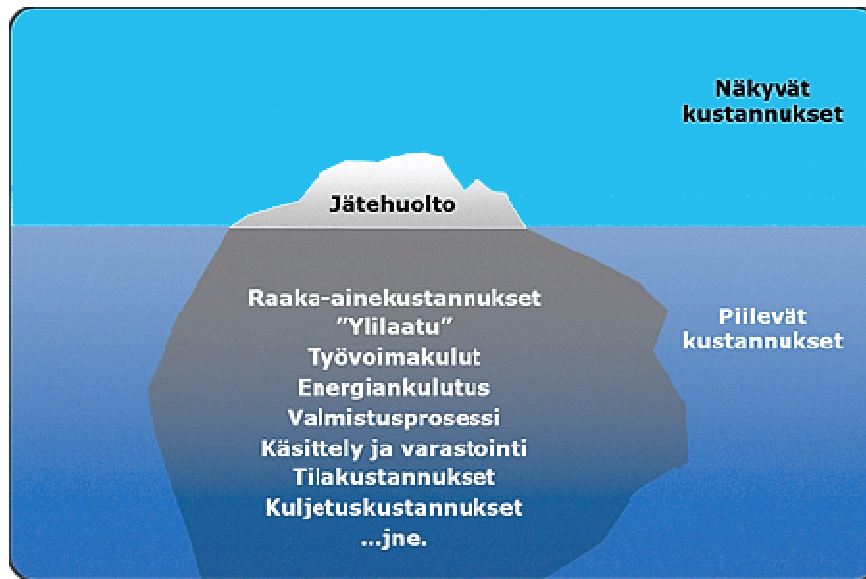 Näkyvät
kustannukset
Jätehuolto
Raaka-ainekustannukset
”Ylilaatu”
Työvoimakulut
Energiankulutus
Valmistusprosessi
Käsittely ja varastointi
Tilakustannukset
Kuljetuskustannukset
...jne.
Piilevät
kustannukset